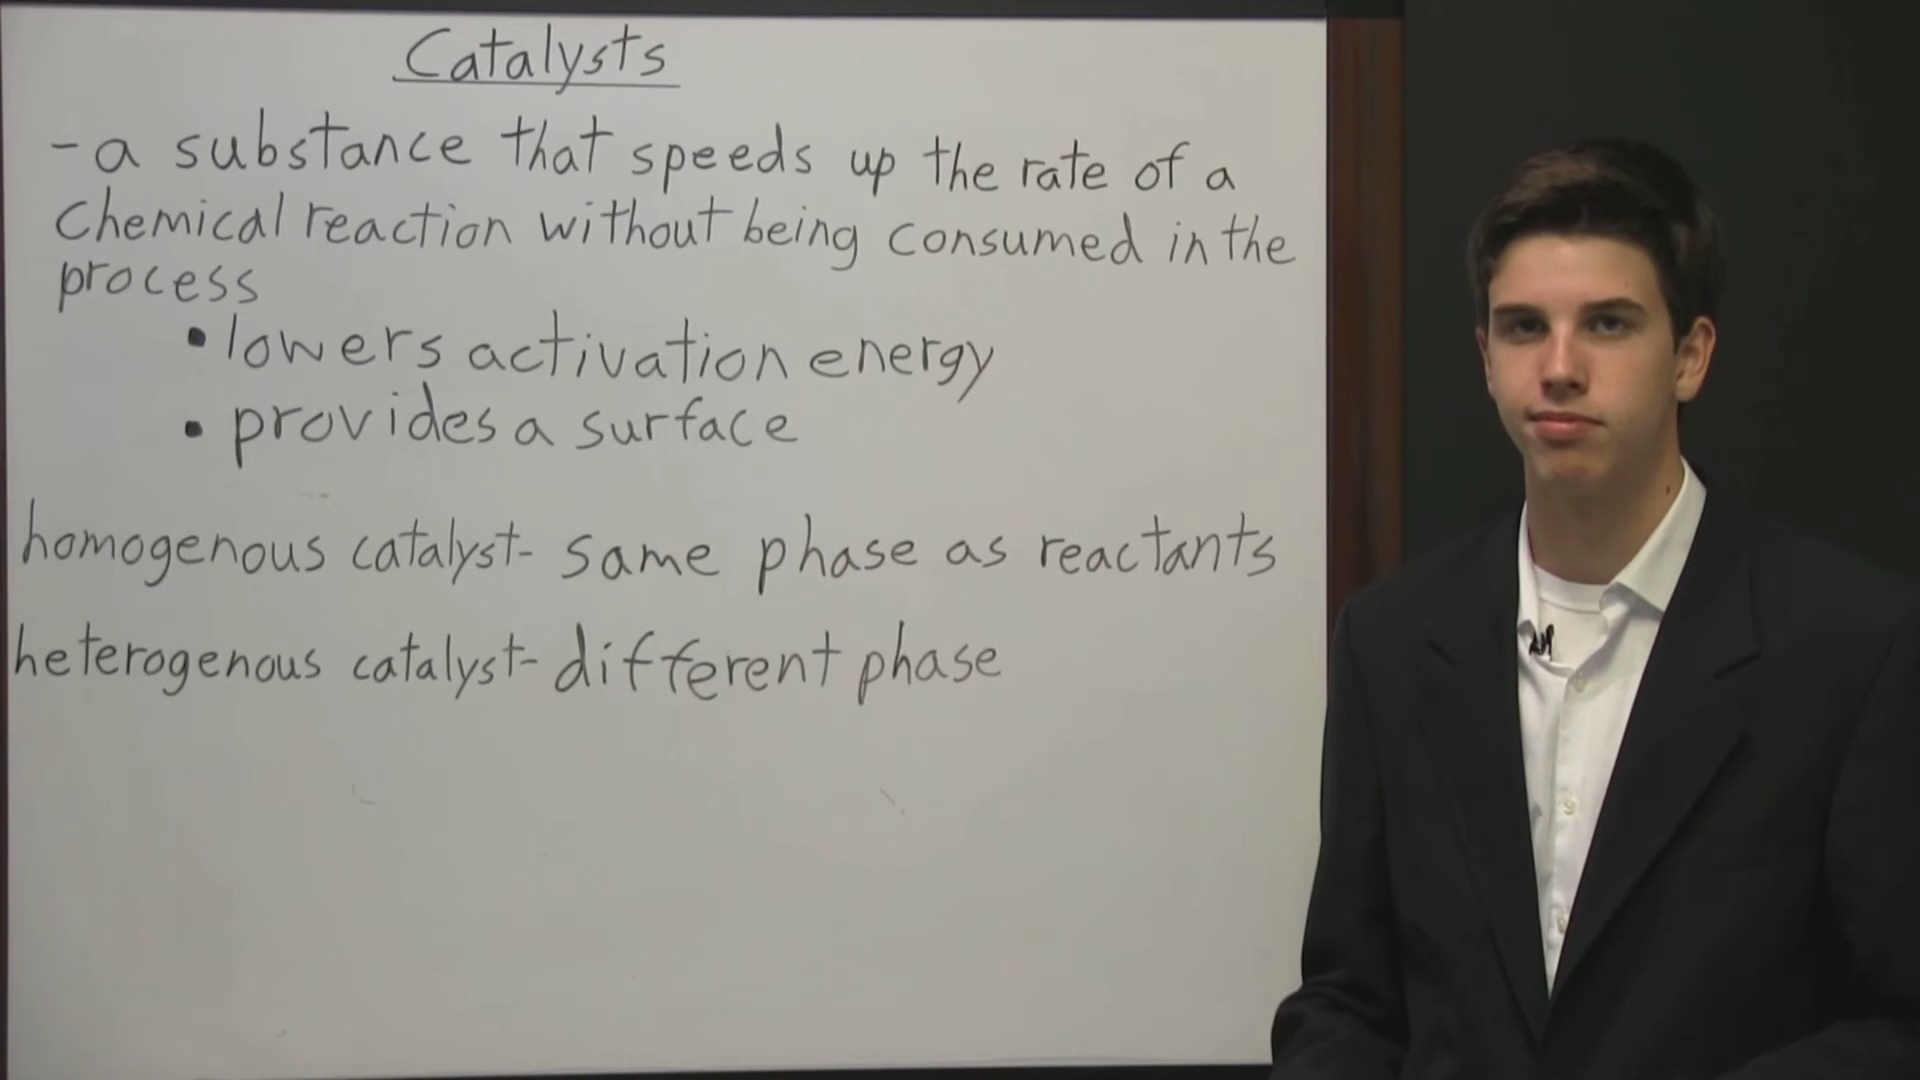 Catalysts
- a substance that speeds up the rate of a
Chemical reaction without being consumed in the
process
• lowers activation energy
• provides a surface
homogenous catalyst- same phase as reactants
heterogenous catalyst- different phase